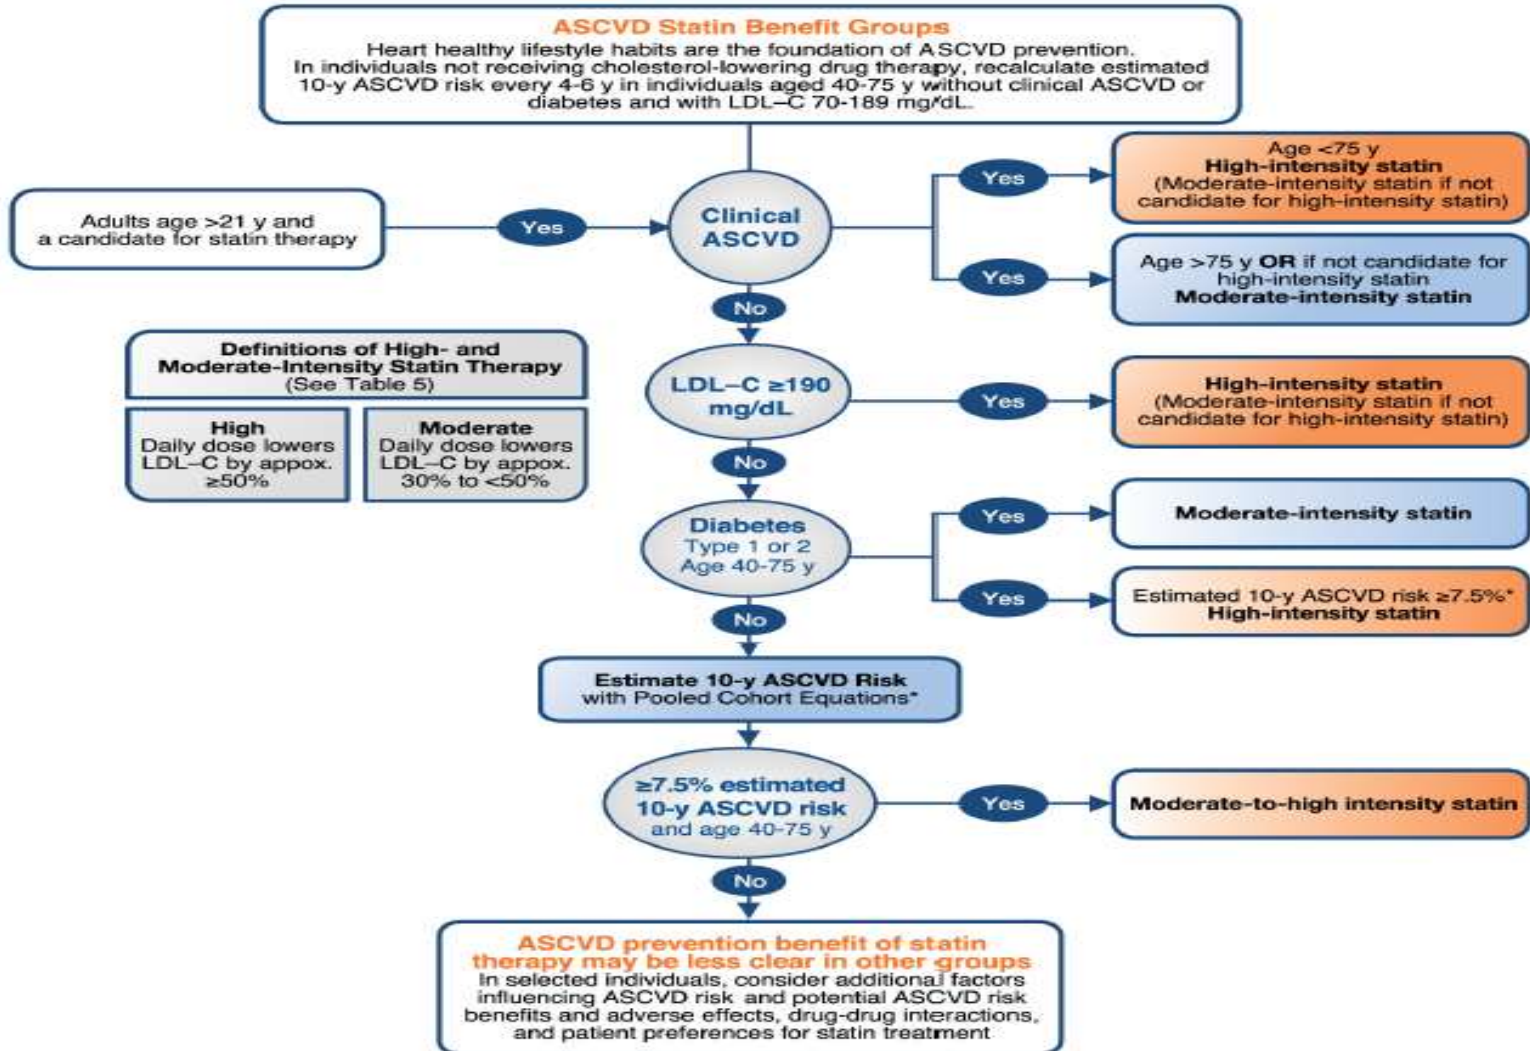 ASCVD Statin Benefit Groups
Heart healthy lifestyle habits are the foundation of ASCVD prevention.
In individuals not receiving cholesterol-lowering drug therapy, recalculate estimated
10-y ASCVD risk every 4-6 y in individuals aged 40-75 y without clinical ASCVD or
diabetes and with LDL–C 70-189 mg/dL.
Adults age >21 y and
a candidate for statin therapy
Yes
Clinical
ASCVD
Yes
Age <75 y
High-intensity statin
(Moderate-intensity statin if not
candidate for high-intensity statin)
Yes
Age >75 y OR if not candidate for
high-intensity statin
Moderate-intensity statin
No
Definitions of High- and
Moderate-Intensity Statin Therapy
(See Table 5)
High
Daily dose lowers
LDL–C by appox.
≥50%
Moderate
Daily dose lowers
LDL–C by appox.
30% to <50%
LDL–C ≥190
mg/dL
Yes
High-intensity statin
(Moderate-intensity statin if not
candidate for high-intensity statin)
No
Diabetes
Type 1 or 2
Age 40-75 y
Yes
Moderate-intensity statin
Yes
Estimated 10-y ASCVD risk ≥7.5%*
High-intensity statin
No
Estimate 10-y ASCVD Risk
with Pooled Cohort Equations*
≥7.5% estimated
10-y ASCVD risk
and age 40-75 y
Yes
Moderate-to-high intensity statin
No
ASCVD prevention benefit of statin
therapy may be less clear in other groups
In selected individuals, consider additional factors
influencing ASCVD risk and potential ASCVD risk
benefits and adverse effects, drug-drug interactions,
and patient preferences for statin treatment